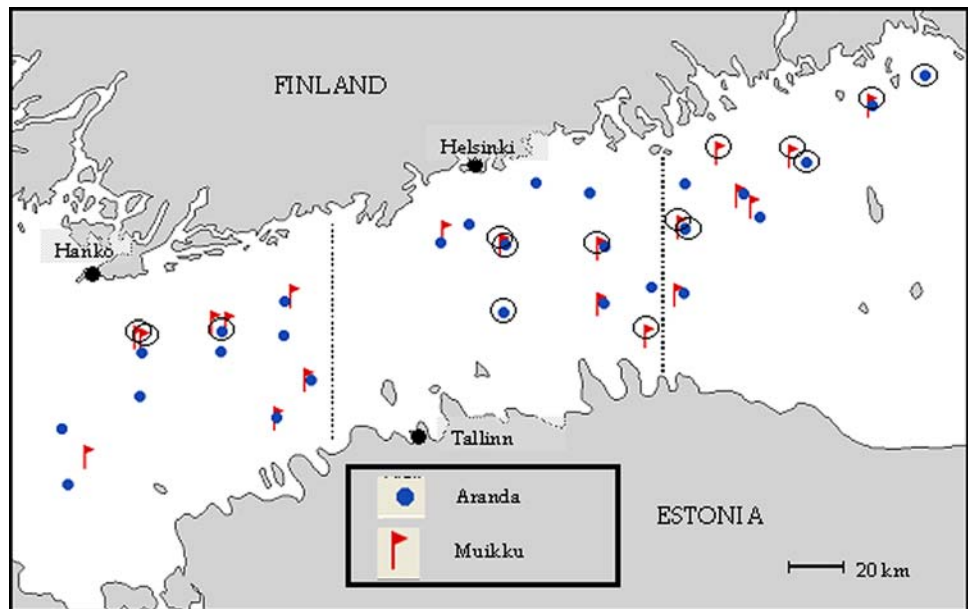 FINLAND
Helsinki
Hanko
Tallinn
Aranda
Muikku
ESTONIA
20 km